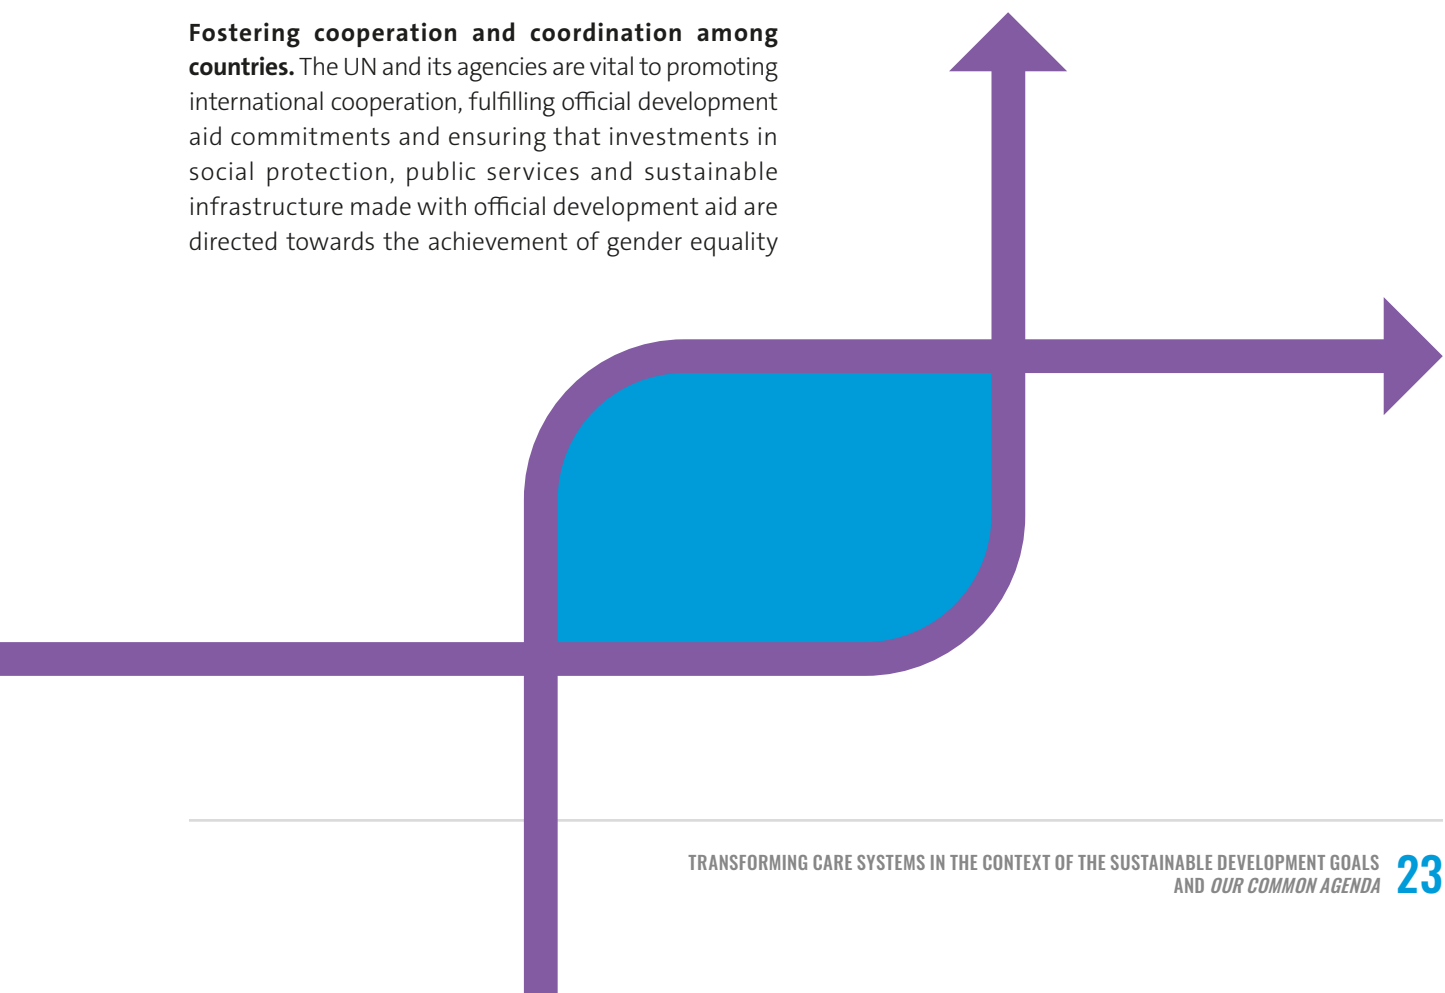 Fostering cooperation and coordination among
countries. The UN and its agencies are vital to promoting
international cooperation, fulfilling official development
aid commitments and ensuring that investments in
social protection, public services and sustainable
infrastructure made with official development aid are
directed towards the achievement of gender equality
TRANSFORMING CARE SYSTEMS IN THE CONTEXT OF THE SUSTAINABLE DEVELOPMENT GOALS
AND OUR COMMON AGENDA
23